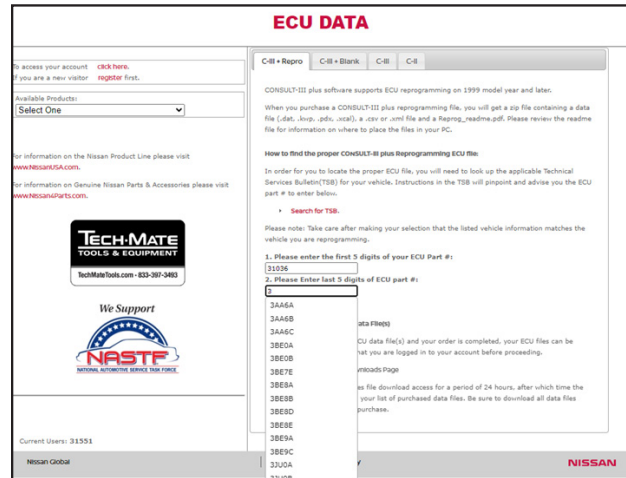 ECU DATA
To access your account click here.
If you are a new visitor register first.
Available Products:
Select One
For information on the Nissan Product Line please visit
www.NissanUSA.com.
For information on Genuine Nissan Parts & Accessories please visit
www.Nissan4Parts.com.
TECH-MATE
TOOLS & EQUIPMENT
TechMateTools.com - 833-397-3493
We Support
NASTF
NATIONAL AUTOMOTIVE SERVICE TASK FORCE
Current Users: 31551
C-III + Repro C-III + Blank C-III C-II
CONSULT-III plus software supports ECU reprogramming on 1999 model year and later.
When you purchase a CONSULT-III plus reprogramming file, you will get a zip file containing a data
file (.dat, .kwp, .pdx, .xcal), a .csv or .xml file and a Reprog_readme.pdf. Please review the readme
file for information on where to place the files in your PC.
How to find the proper CONSULT-III plus Reprogramming ECU file:
In order for you to locate the proper ECU file, you will need to look up the applicable Technical
Services Bulletin(TSB) for your vehicle. Instructions in the TSB will pinpoint and advise you the ECU
part # to enter below.
Search for TSB.
Please note: Take care after making your selection that the listed vehicle information matches the
vehicle you are reprogramming.
1. Please enter the first 5 digits of your ECU Part #:
31036
2. Please Enter last 5 digits of ECU part #:
3
3AA6A
3AA6B
3AA6C
3BE0A
3BE0B
3BE7E
3BE8A
3BE8B
3BE8D
3BE8E
3BE9A
3BE9C
3JU0A
3JU0B
ata File(s)
CU data file(s) and your order is completed, your ECU files can be
hat you are logged in to your account before proceeding.
wnloads Page
es file download access for a period of 24 hours, after which time the
your list of purchased data files. Be sure to download all data files
purchase.
Nissan Global
y
NISSAN